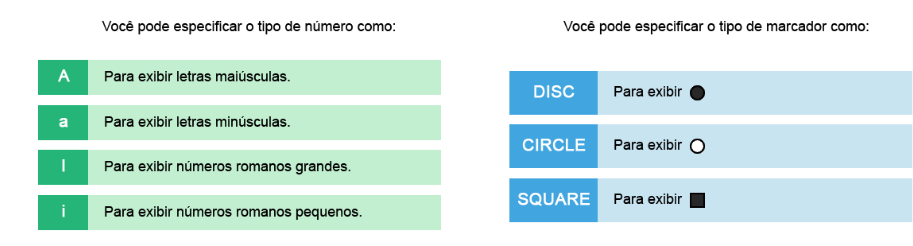 Você pode especificar o tipo de número como:
A Para exibir letras maiúsculas.
a Para exibir letras minúsculas.
I Para exibir números romanos grandes.
i Para exibir números romanos pequenos.
Você pode especificar o tipo de marcador como:
DISC Para exibir
CIRCLE Para exibir
SQUARE Para exibir